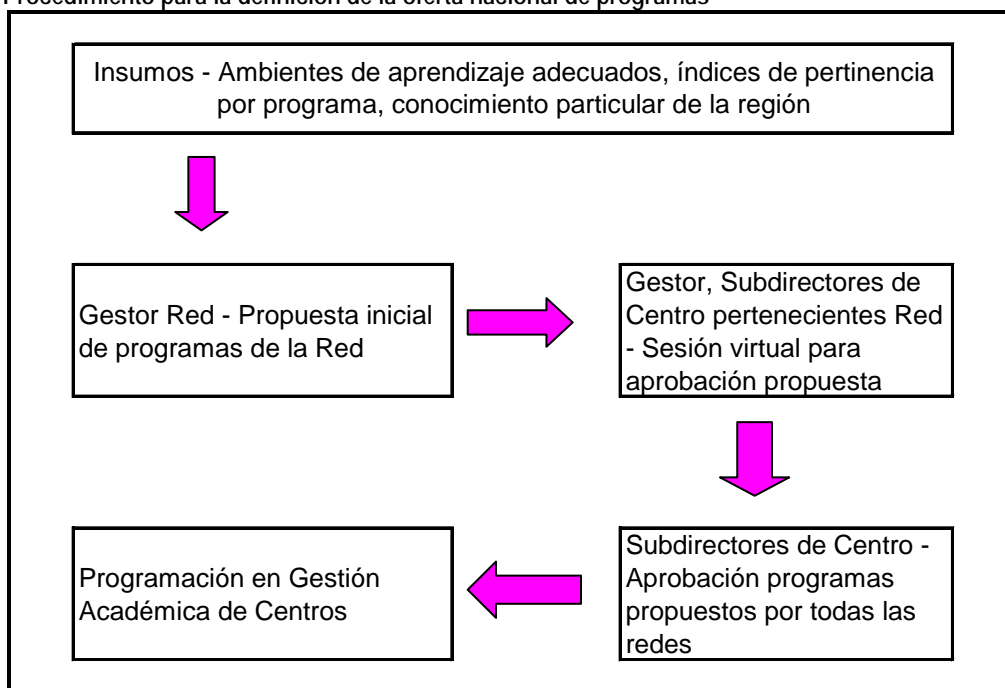 Procedimiento para la definición de la oferta nacional de programas
Insumos - Ambientes de aprendizaje adecuados, índices de pertinencia
por programa, conocimiento particular de la región
Gestor Red - Propuesta inicial
de programas de la Red
Gestor, Subdirectores de
Centro pertenecientes Red
- Sesión virtual para
aprobación propuesta
Programación en Gestión
Académica de Centros
Subdirectores de Centro -
Aprobación programas
propuestos por todas las
redes